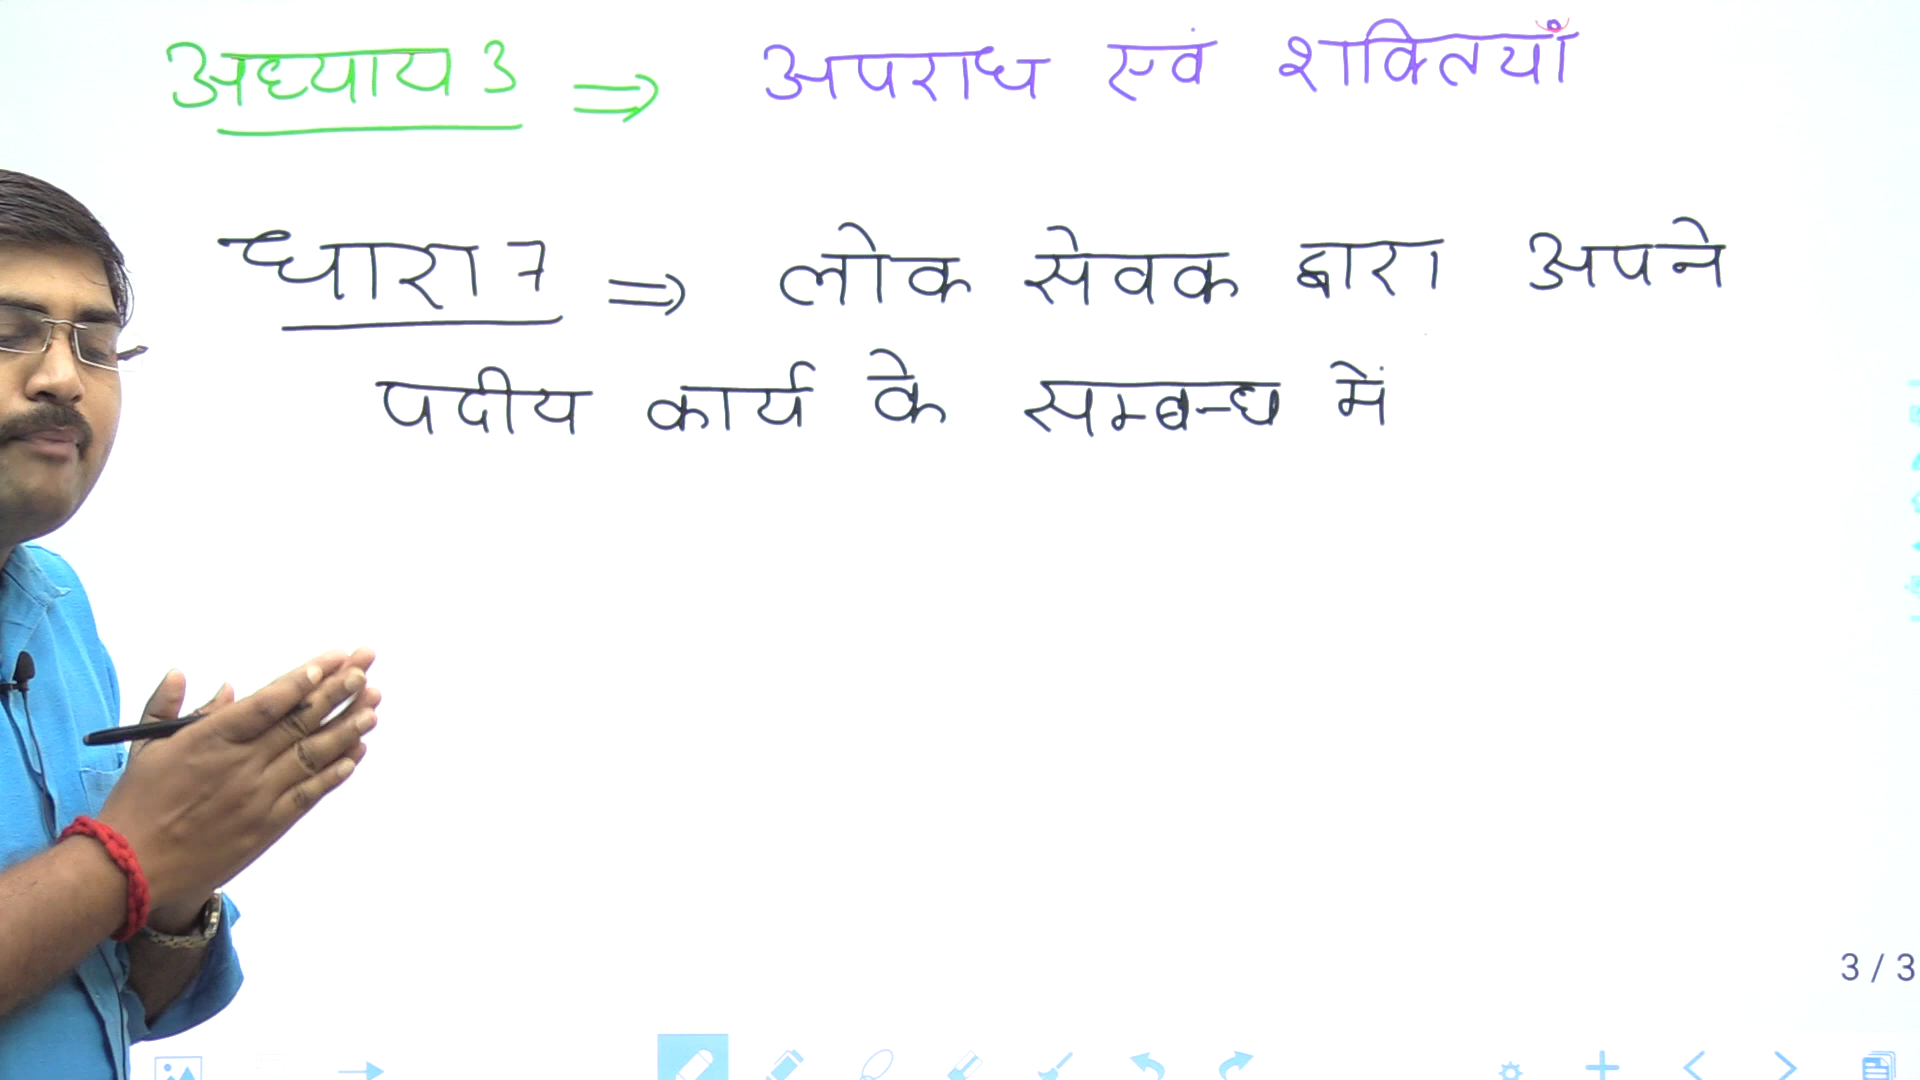 अध्याय 3 ⇒ अपराध एवं शक्तियाँ
धारा 7 ⇒ लोक सेवक द्वारा अपने
पदीय कार्य के सम्बन्ध में
3 / 3